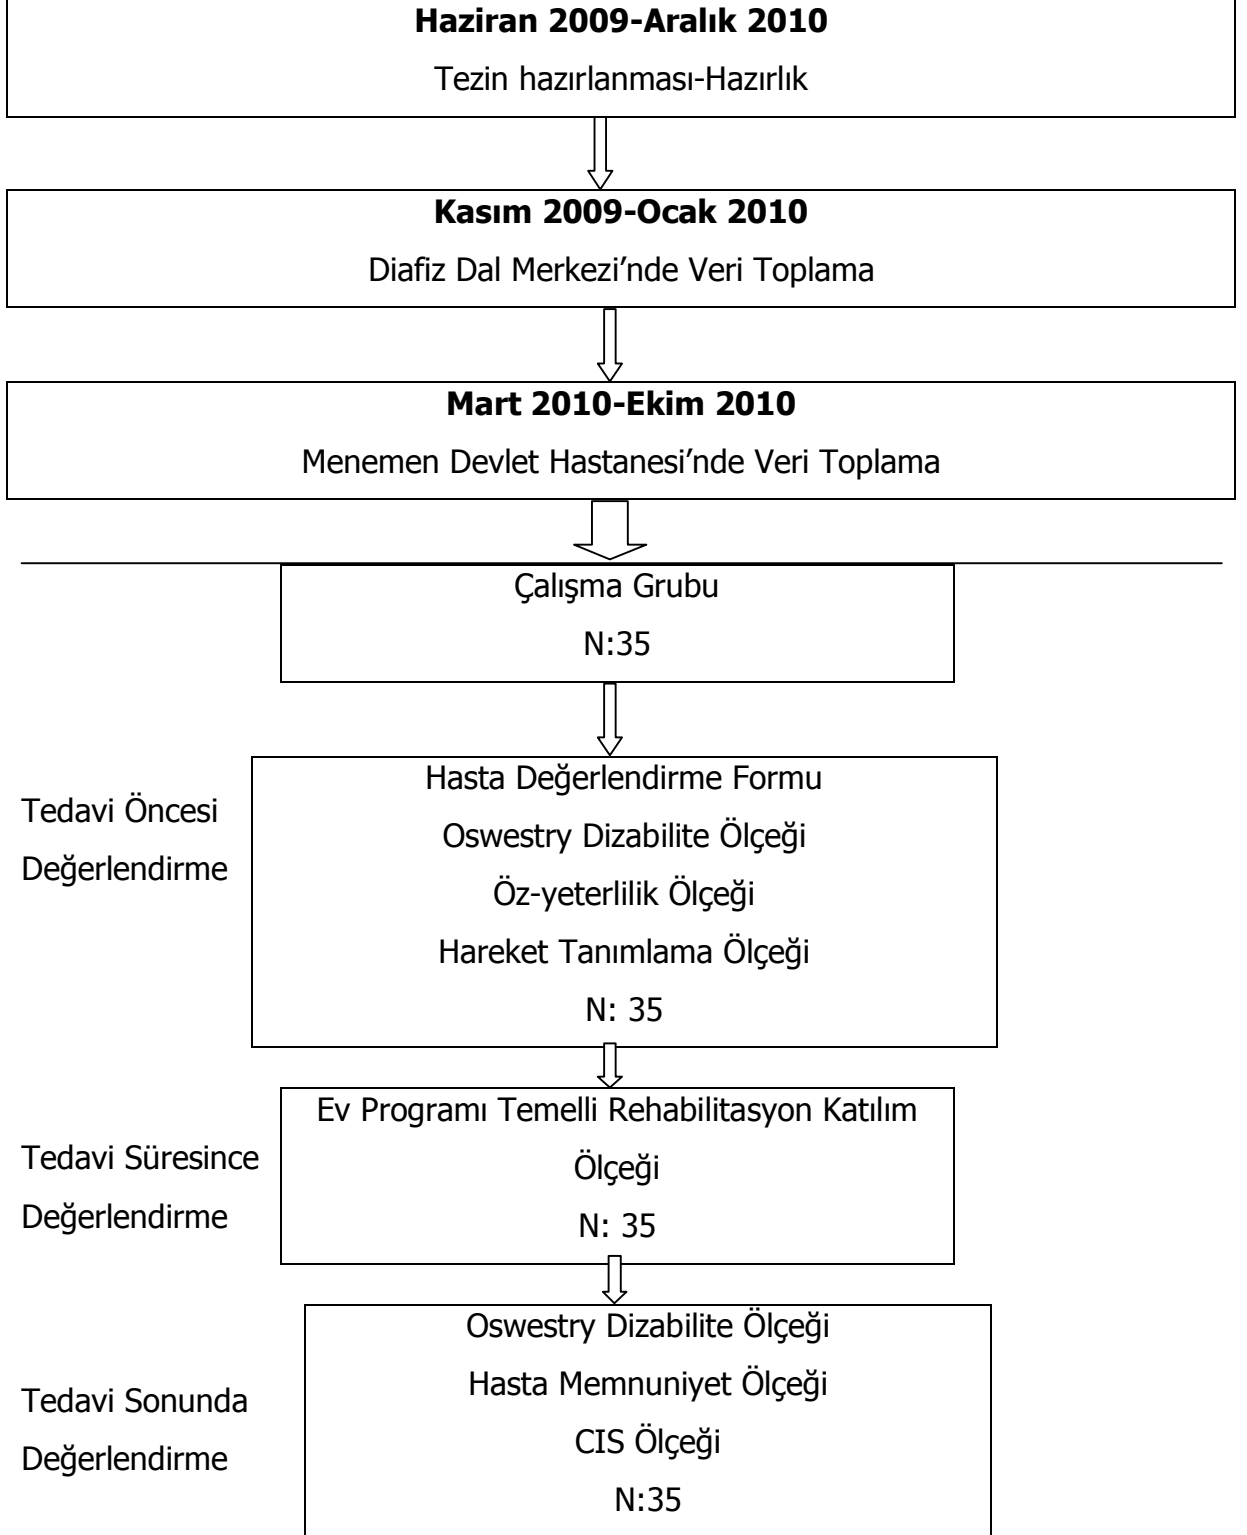 Haziran 2009-Aralık 2010
Tezin hazırlanması-Hazırlık
Kasım 2009-Ocak 2010
Diafiz Dal Merkezi’nde Veri Toplama
Mart 2010-Ekim 2010
Menemen Devlet Hastanesi’nde Veri Toplama
Çalışma Grubu
N:35
Tedavi Öncesi
Değerlendirme
Hasta Değerlendirme Formu
Oswestry Dizabilite Ölçeği
Öz-yeterlilik Ölçeği
Hareket Tanımlama Ölçeği
N: 35
Tedavi Süresince
Değerlendirme
Ev Programı Temelli Rehabilitasyon Katılım
Ölçeği
N: 35
Tedavi Sonunda
Değerlendirme
Oswestry Dizabilite Ölçeği
Hasta Memnuniyet Ölçeği
CIS Ölçeği
N:35